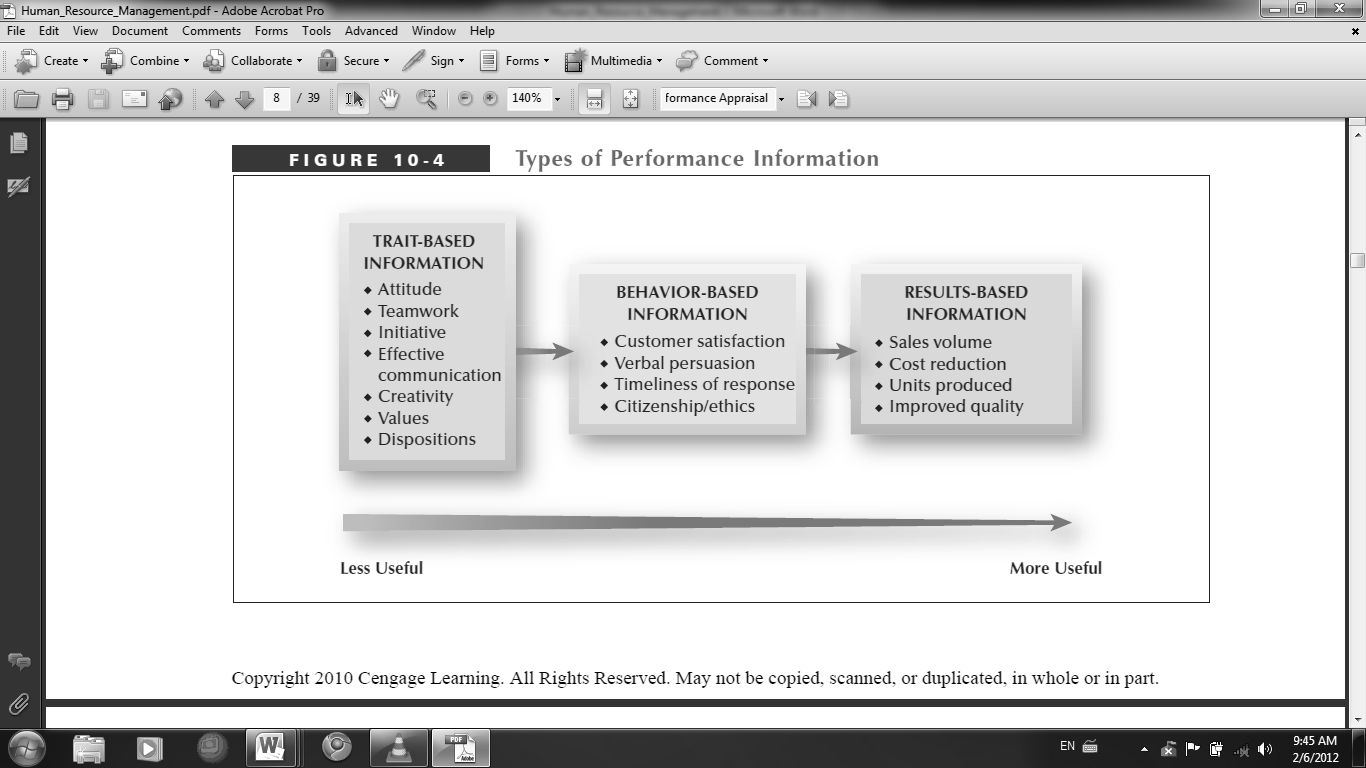 Human_Resource_Management.pdf - Adobe Acrobat Pro
File Edit View Document Comments Forms Tools Advanced Window Help
Create Combine Collaborate Secure Sign Forms Multimedia Comment
8 / 39 140% formance Appraisal
FIGURE 10-4 Types of Performance Information
TRAIT-BASED
INFORMATION
◆ Attitude
◆ Teamwork
◆ Initiative
◆ Effective
communication
◆ Creativity
◆ Values
◆ Dispositions
BEHAVIOR-BASED
INFORMATION
◆ Customer satisfaction
◆ Verbal persuasion
◆ Timeliness of response
◆ Citizenship/ethics
RESULTS-BASED
INFORMATION
◆ Sales volume
◆ Cost reduction
◆ Units produced
◆ Improved quality
Less Useful More Useful
Copyright 2010 Cengage Learning. All Rights Reserved. May not be copied, scanned, or duplicated, in whole or in part.
EN
9:45 AM
2/6/2012